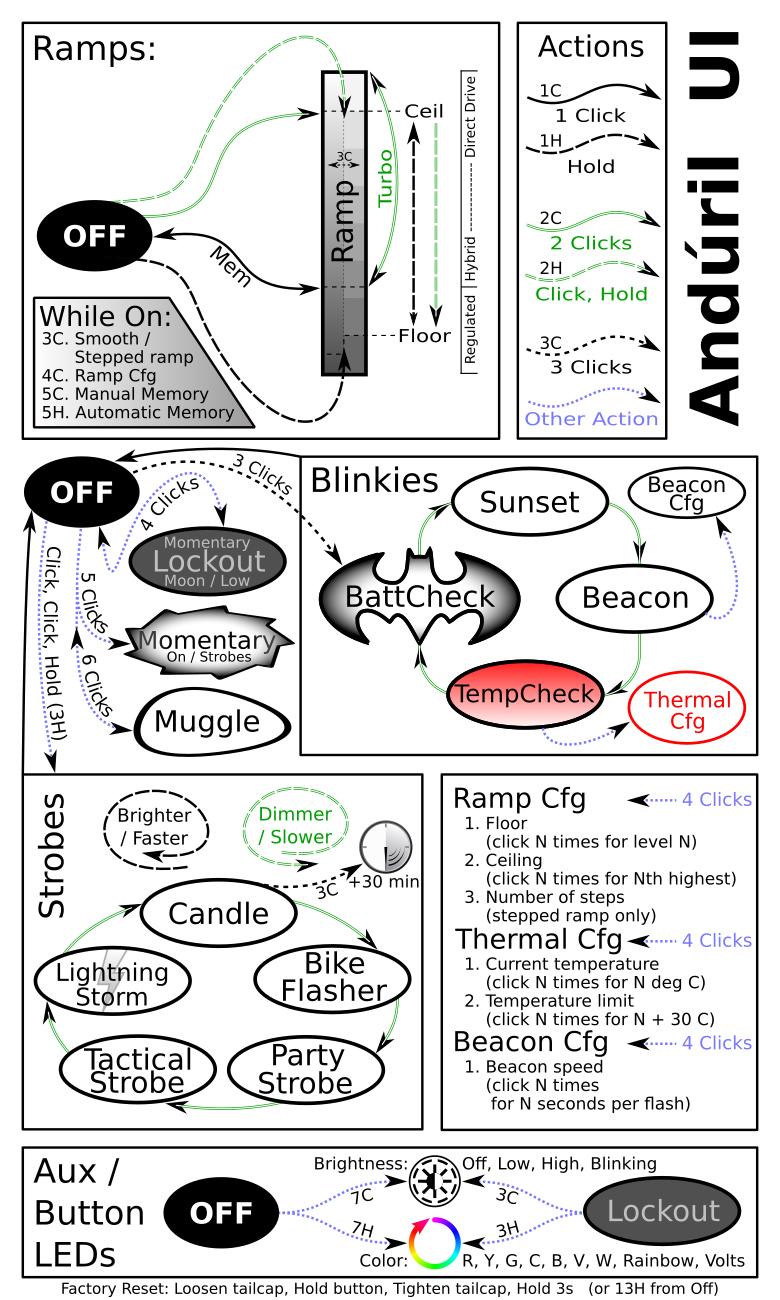 Ramps:
OFF
Mem
3C
Ramp
Turbo
Ceil
Floor
Regulated
Hybrid
Direct Drive
While On:
3C. Smooth /
Stepped ramp
4C. Ramp Cfg
5C. Manual Memory
5H. Automatic Memory
Actions
1C
1 Click
1H
Hold
2C
2 Clicks
2H
Click, Hold
3C
3 Clicks
Other Action
Andúril UI
OFF
3 Clicks
4 Clicks
Momentary
Lockout
Moon / Low
5 Clicks
Momentary
On / Strobes
6 Clicks
Muggle
Click, Click, Hold (3H)
Blinkies
Sunset
Beacon
Cfg
BattCheck
Beacon
TempCheck
Thermal
Cfg
Strobes
Brighter
/ Faster
Dimmer
/ Slower
3C
+30 min
Candle
Lightning
Storm
Bike
Flasher
Tactical
Strobe
Party
Strobe
Ramp Cfg
4 Clicks
1. Floor
(click N times for level N)
2. Ceiling
(click N times for Nth highest)
3. Number of steps
(stepped ramp only)
Thermal Cfg
4 Clicks
1. Current temperature
(click N times for N deg C)
2. Temperature limit
(click N times for N + 30 C)
Beacon Cfg
4 Clicks
1. Beacon speed
(click N times
for N seconds per flash)
Aux /
Button
LEDs
OFF
Brightness:
Off, Low, High, Blinking
7C
3C
7H
3H
Lockout
Color:
R, Y, G, C, B, V, W, Rainbow, Volts
Factory Reset: Loosen tailcap, Hold button, Tighten tailcap, Hold 3s (or 13H from Off)